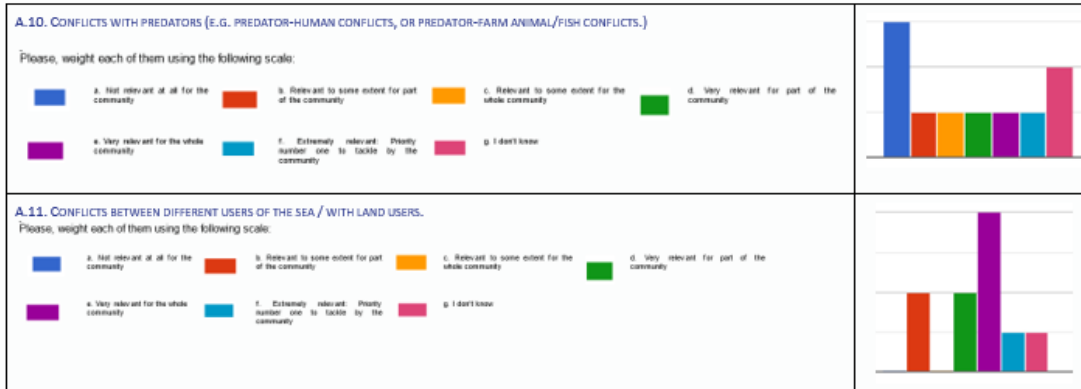 A.10. CONFLICTS WITH PREDATORS (E.G. PREDATOR-HUMAN CONFLICTS, OR PREDATOR-FARM ANIMAL/FISH CONFLICTS.)
Please, weight each of them using the following scale:
a. Not relevant at all for the
community
b. Relevant to some extent for part
of the community
c. Relevant to some extent for the
whole community
d. Very relevant for part of the
community
e. Very relevant for the whole
community
f. Extremely relevant: Priority
number one to tackle by the
community
g. I don't know
A.11. CONFLICTS BETWEEN DIFFERENT USERS OF THE SEA / WITH LAND USERS.
Please, weight each of them using the following scale:
a. Not relevant at all for the
community
b. Relevant to some extent for part
of the community
c. Relevant to some extent for the
whole community
d. Very relevant for part of the
community
e. Very relevant for the whole
community
f. Extremely relevant: Priority
number one to tackle by the
community
g. I don't know